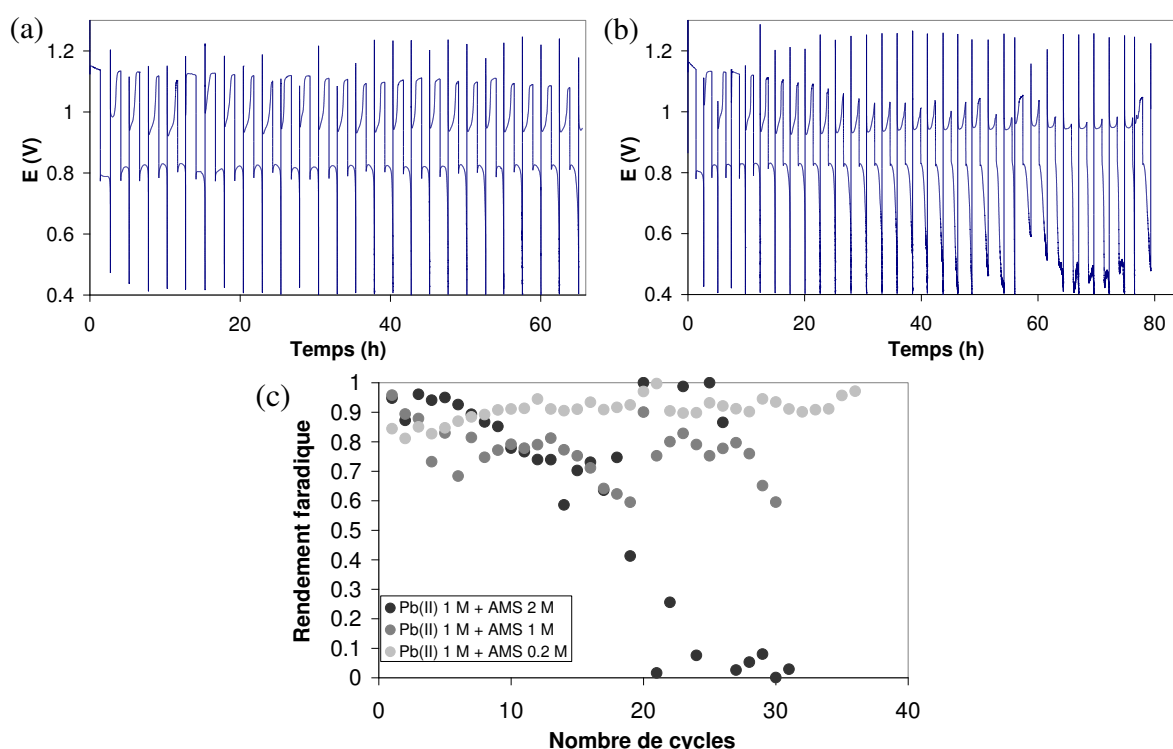 (a)
1.2
1
0.8
0.6
0.4
E (V)
0
20
40
60
Temps (h)
(b)
1.2
1
0.8
0.6
0.4
E (V)
0
20
40
60
80
Temps (h)
(c)
1
0.9
0.8
0.7
0.6
0.5
0.4
0.3
0.2
0.1
0
Rendement faradique
Pb(II) 1 M + AMS 2 M
Pb(II) 1 M + AMS 1 M
Pb(II) 1 M + AMS 0.2 M
0
10
20
30
40
Nombre de cycles